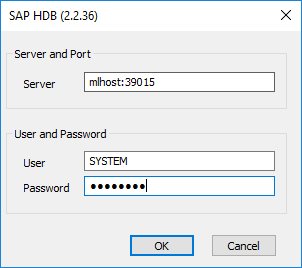 SAP HDB (2.2.36)
Server and Port
Server mlhost:39015
User and Password
User SYSTEM
Password ●●●●●●●●
OK Cancel